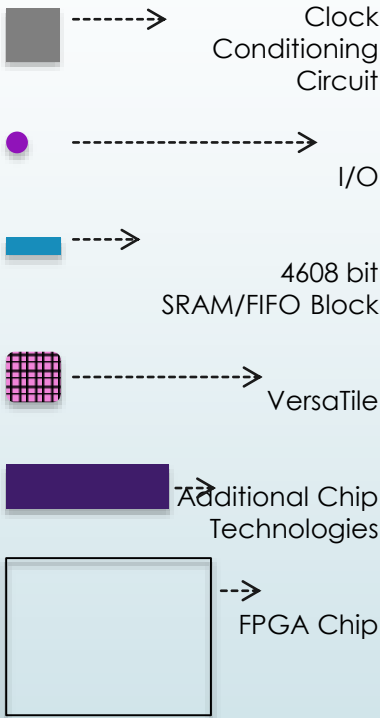 Clock
Conditioning
Circuit
I/O
4608 bit
SRAM/FIFO Block
VersaTile
Additional Chip
Technologies
FPGA Chip